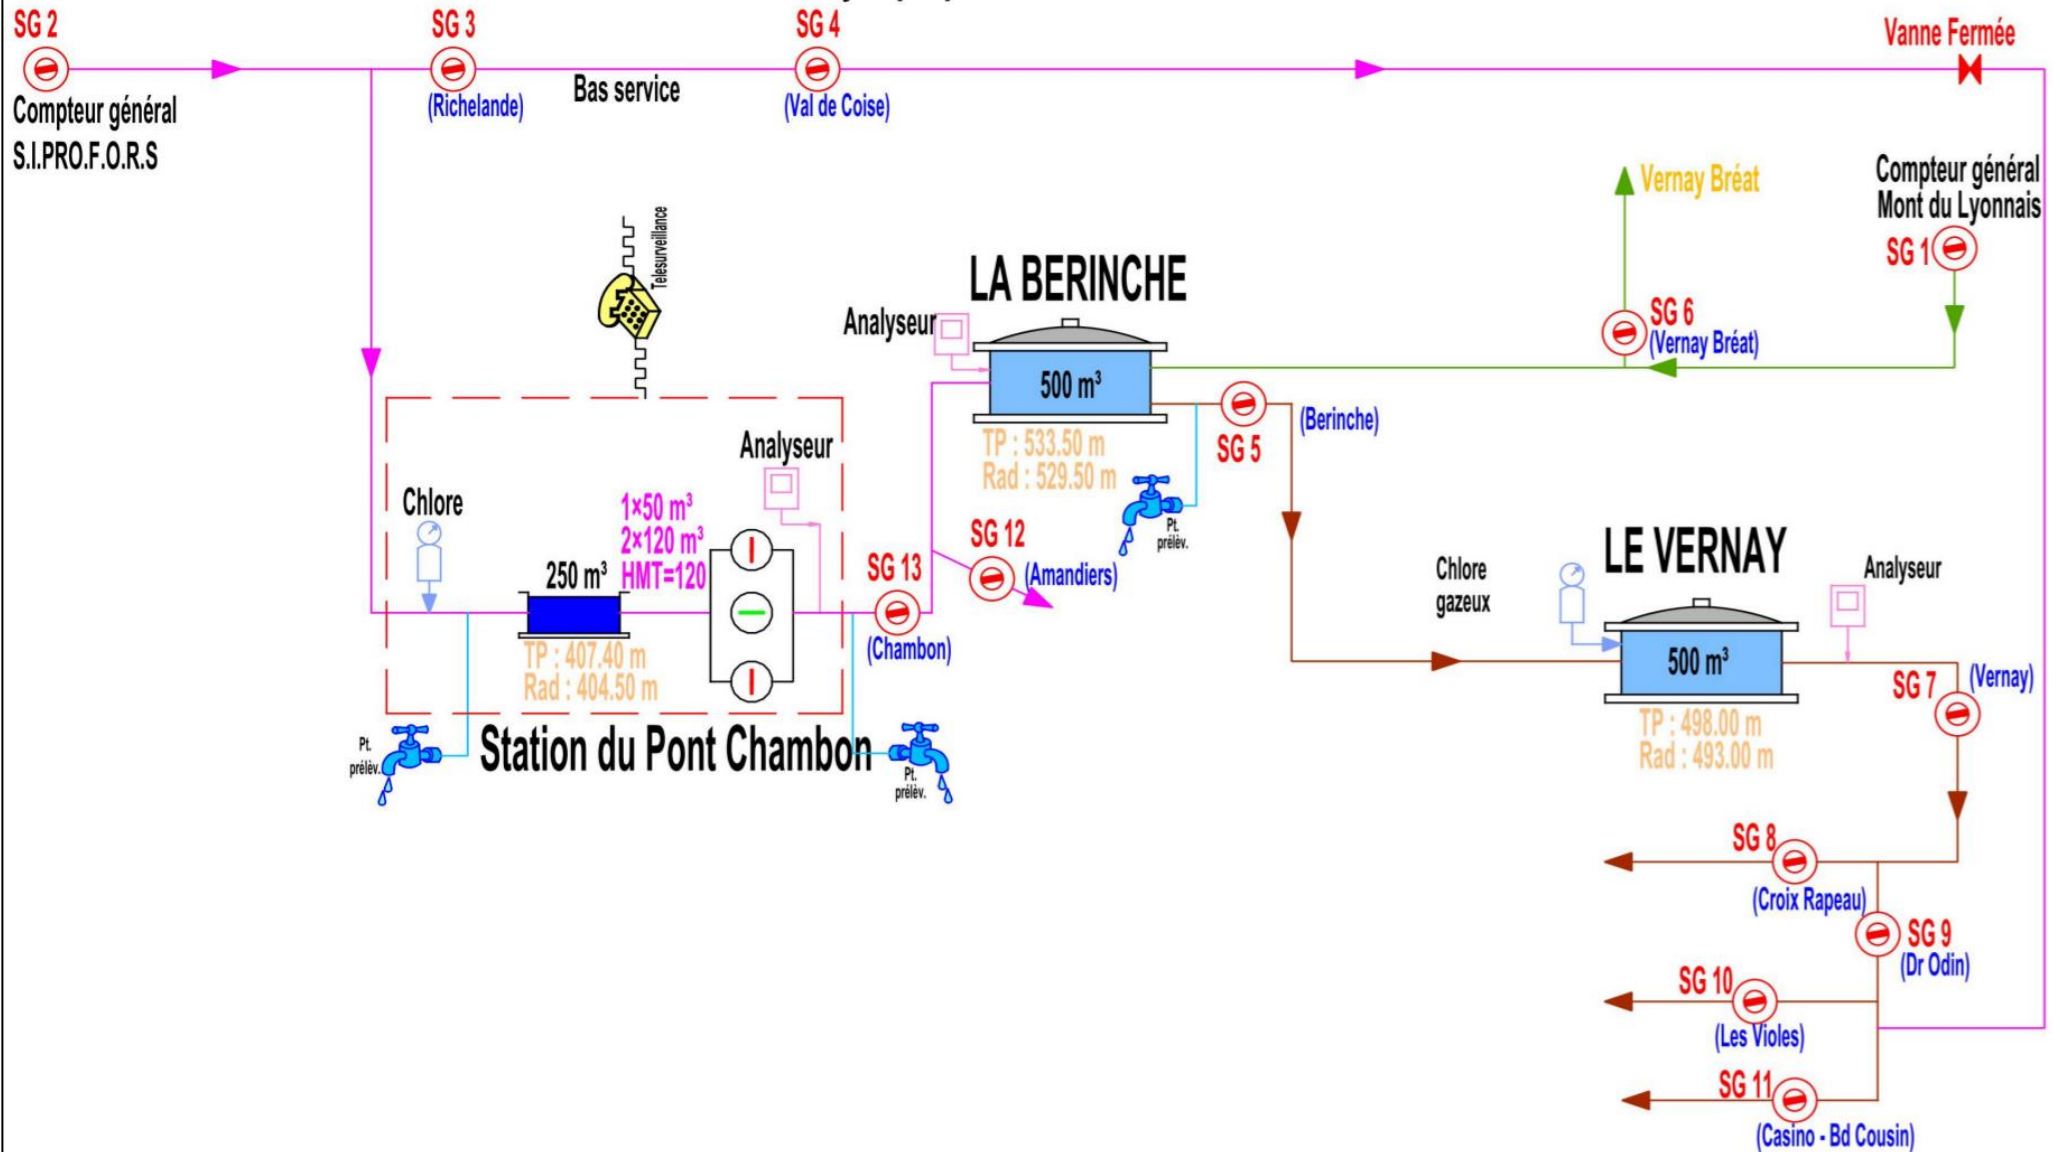 SG 2
SG 3
SG 4
Vanne Fermée
Compteur général
S.I.PRO.F.O.R.S
(Richelande)
Bas service
(Val de Coise)
Vernay Bréat
Compteur général
Mont du Lyonnais
SG 1
Telesurveillance
LA BERINCHE
Analyseur
500 m³
SG 6
(Vernay Bréat)
TP : 533.50 m
Rad : 529.50 m
SG 5
(Berinche)
Pt.
prélèv.
Analyseur
Chlore
1×50 m³
2×120 m³
HMT=120
250 m³
TP : 407.40 m
Rad : 404.50 m
SG 13
(Chambon)
SG 12
(Amandiers)
Station du Pont Chambon
Pt.
prélèv.
Pt.
prélèv.
Chlore
gazeux
LE VERNAY
Analyseur
500 m³
TP : 498.00 m
Rad : 493.00 m
SG 7
(Vernay)
SG 8
(Croix Rapeau)
SG 9
(Dr Odin)
SG 10
(Les Violes)
SG 11
(Casino - Bd Cousin)